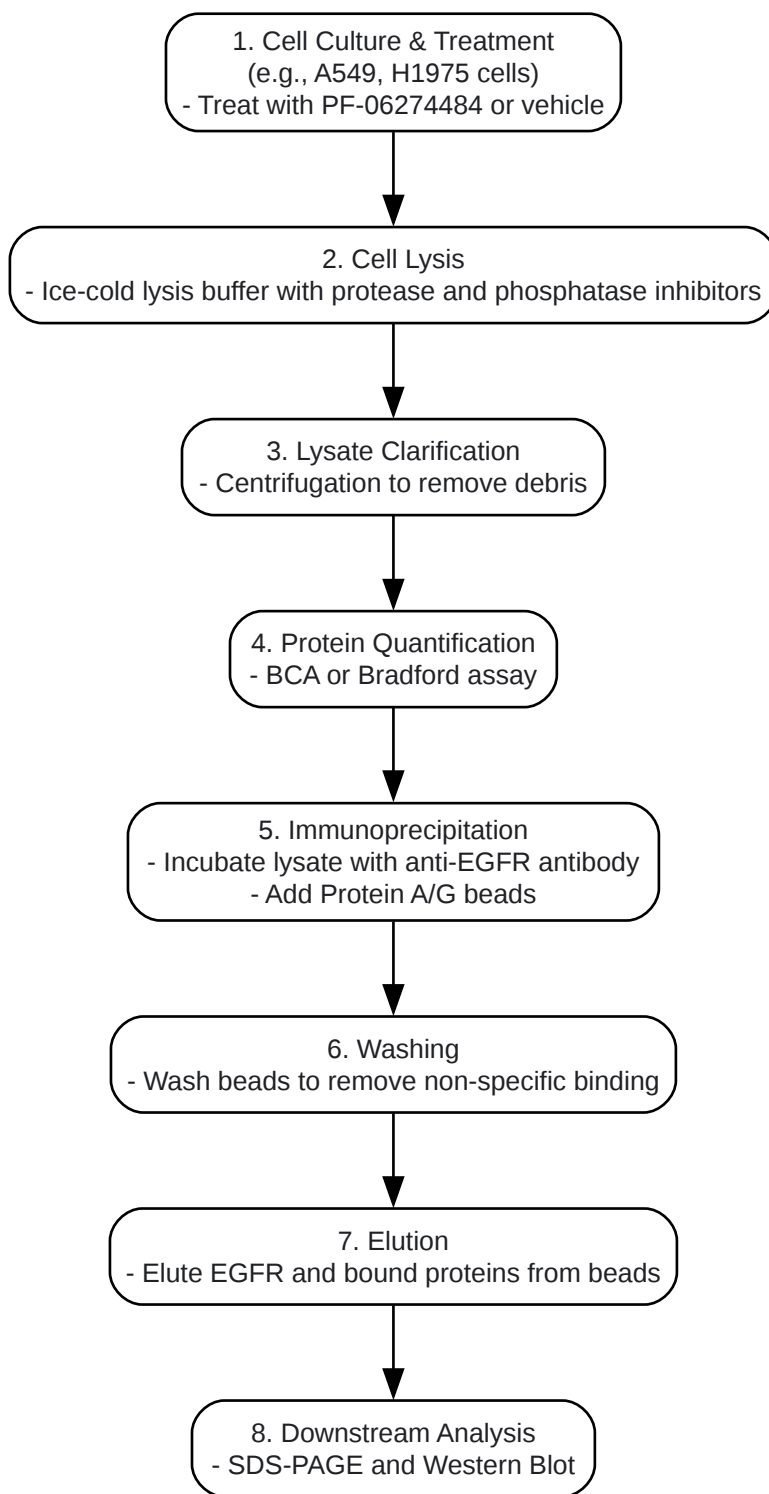 1. Cell Culture & Treatment
(e.g., A549, H1975 cells)
- Treat with PF-06274484 or vehicle
2. Cell Lysis
- Ice-cold lysis buffer with protease and phosphatase inhibitors
3. Lysate Clarification
- Centrifugation to remove debris
4. Protein Quantification
- BCA or Bradford assay
5. Immunoprecipitation
- Incubate lysate with anti-EGFR antibody
- Add Protein A/G beads
6. Washing
- Wash beads to remove non-specific binding
7. Elution
- Elute EGFR and bound proteins from beads
8. Downstream Analysis
- SDS-PAGE and Western Blot